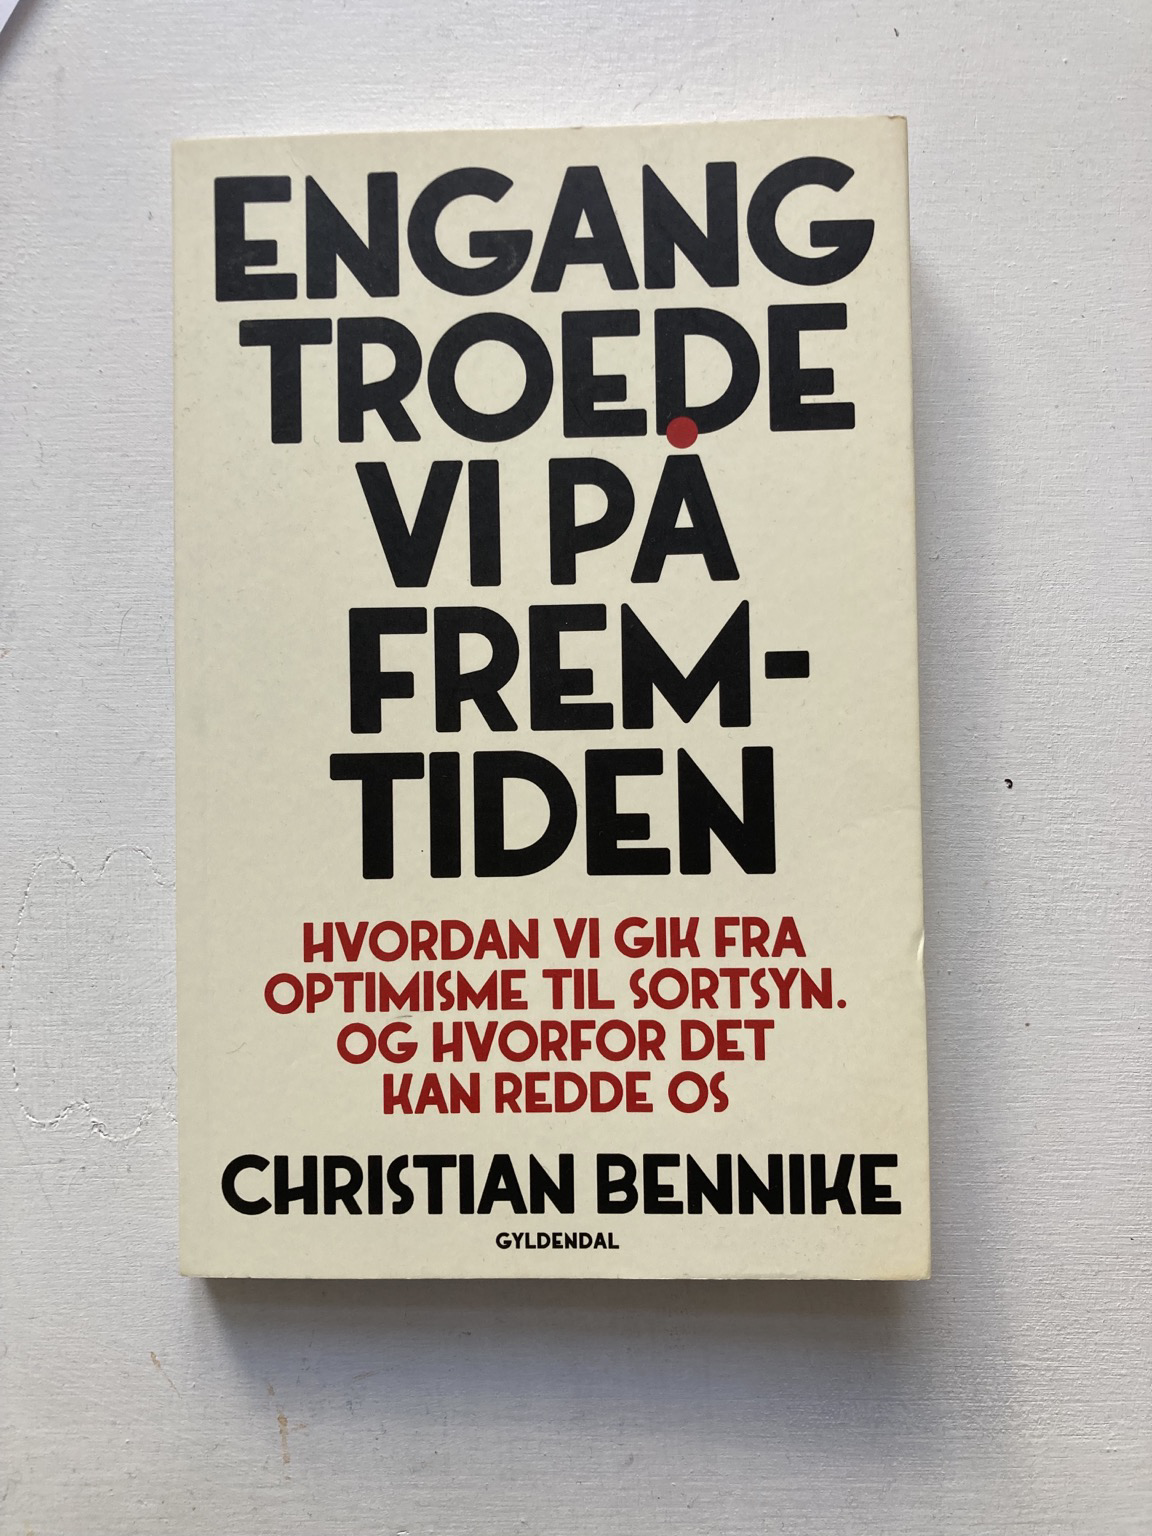 ENGANG
TROEDE
VI PÅ
FREM-
TIDEN
HVORDAN VI GIK FRA
OPTIMISME TIL SORTSYN.
OG HVORFOR DET
KAN REDDE OS
CHRISTIAN BENNIKE
GYLDENDAL